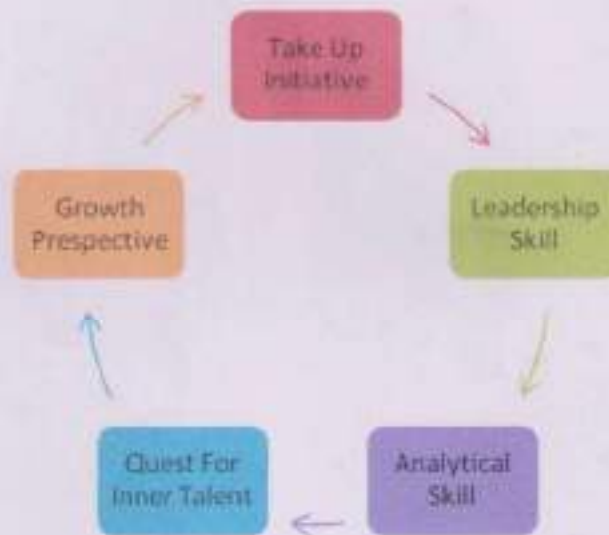 Take Up
Initiative
Leadership
Skill
Analytical
Skill
Quest For
Inner Talent
Growth
Prespective